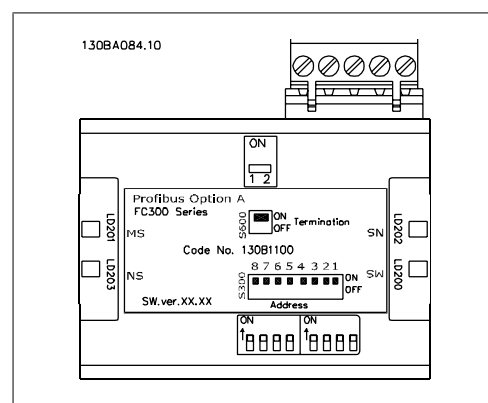 130BA084.10
ON
1 2
Profibus Option A
FC300 Series
S600
ON
OFF
Termination
LD201
MS
NS
LD202
Code No. 130B1100
LD203
NS
MS
LD200
8 7 6 5 4 3 2 1
S300
ON
OFF
SW.ver.XX.XX
Address
ON
ON